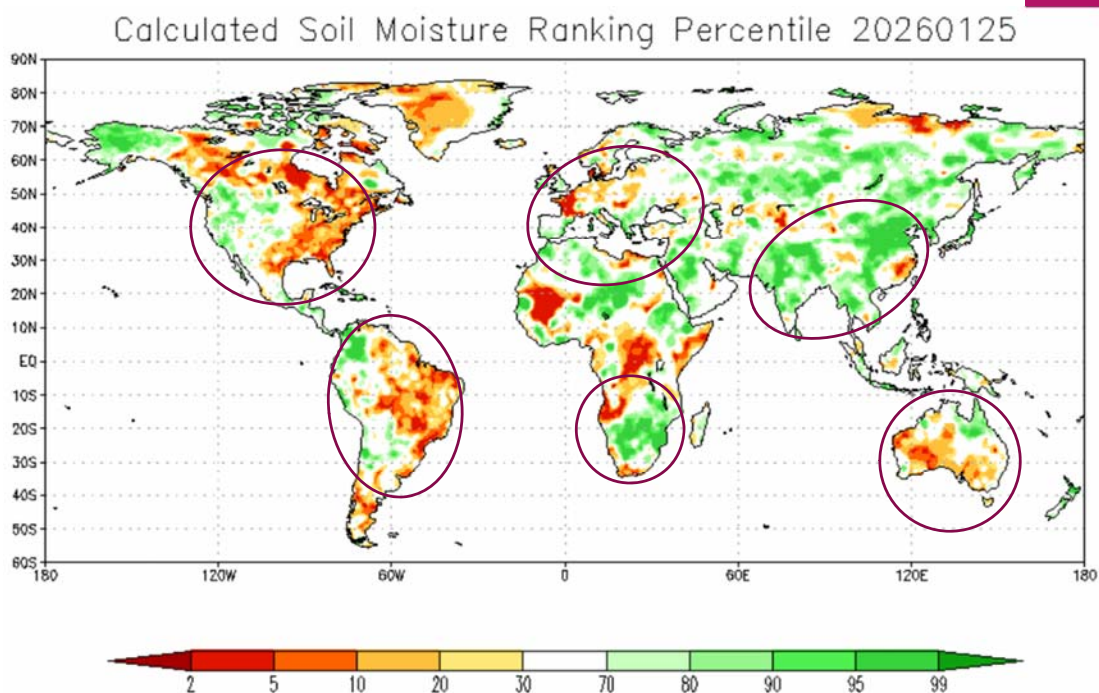 Calculated Soil Moisture Ranking Percentile 20260125
90N
80N
70N
60N
50N
40N
30N
20N
10N
EQ
10S
20S
30S
40S
50S
60S
180 120W 60W 0 60E 120E 180
2 5 10 20 30 70 80 90 95 99